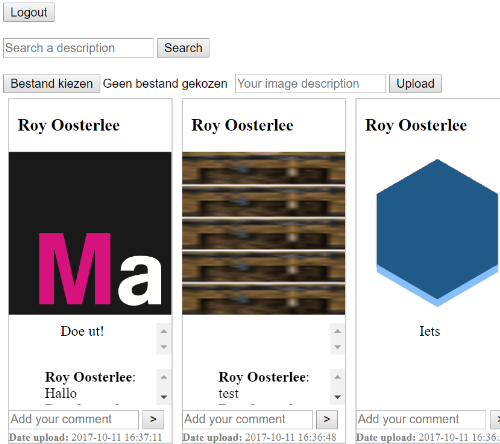 Logout
Search a description Search
Bestand kiezen Geen bestand gekozen Your image description Upload
Roy Oosterlee
Ma
Doe ut!
Roy Oosterlee:
Hallo
Add your comment >
Date upload: 2017-10-11 16:37:11
Roy Oosterlee
Roy Oosterlee:
test
Add your comment >
Date upload: 2017-10-11 16:36:48
Roy Oosterlee
Iets
Add your comment >
Date upload: 2017-10-11 16:36: